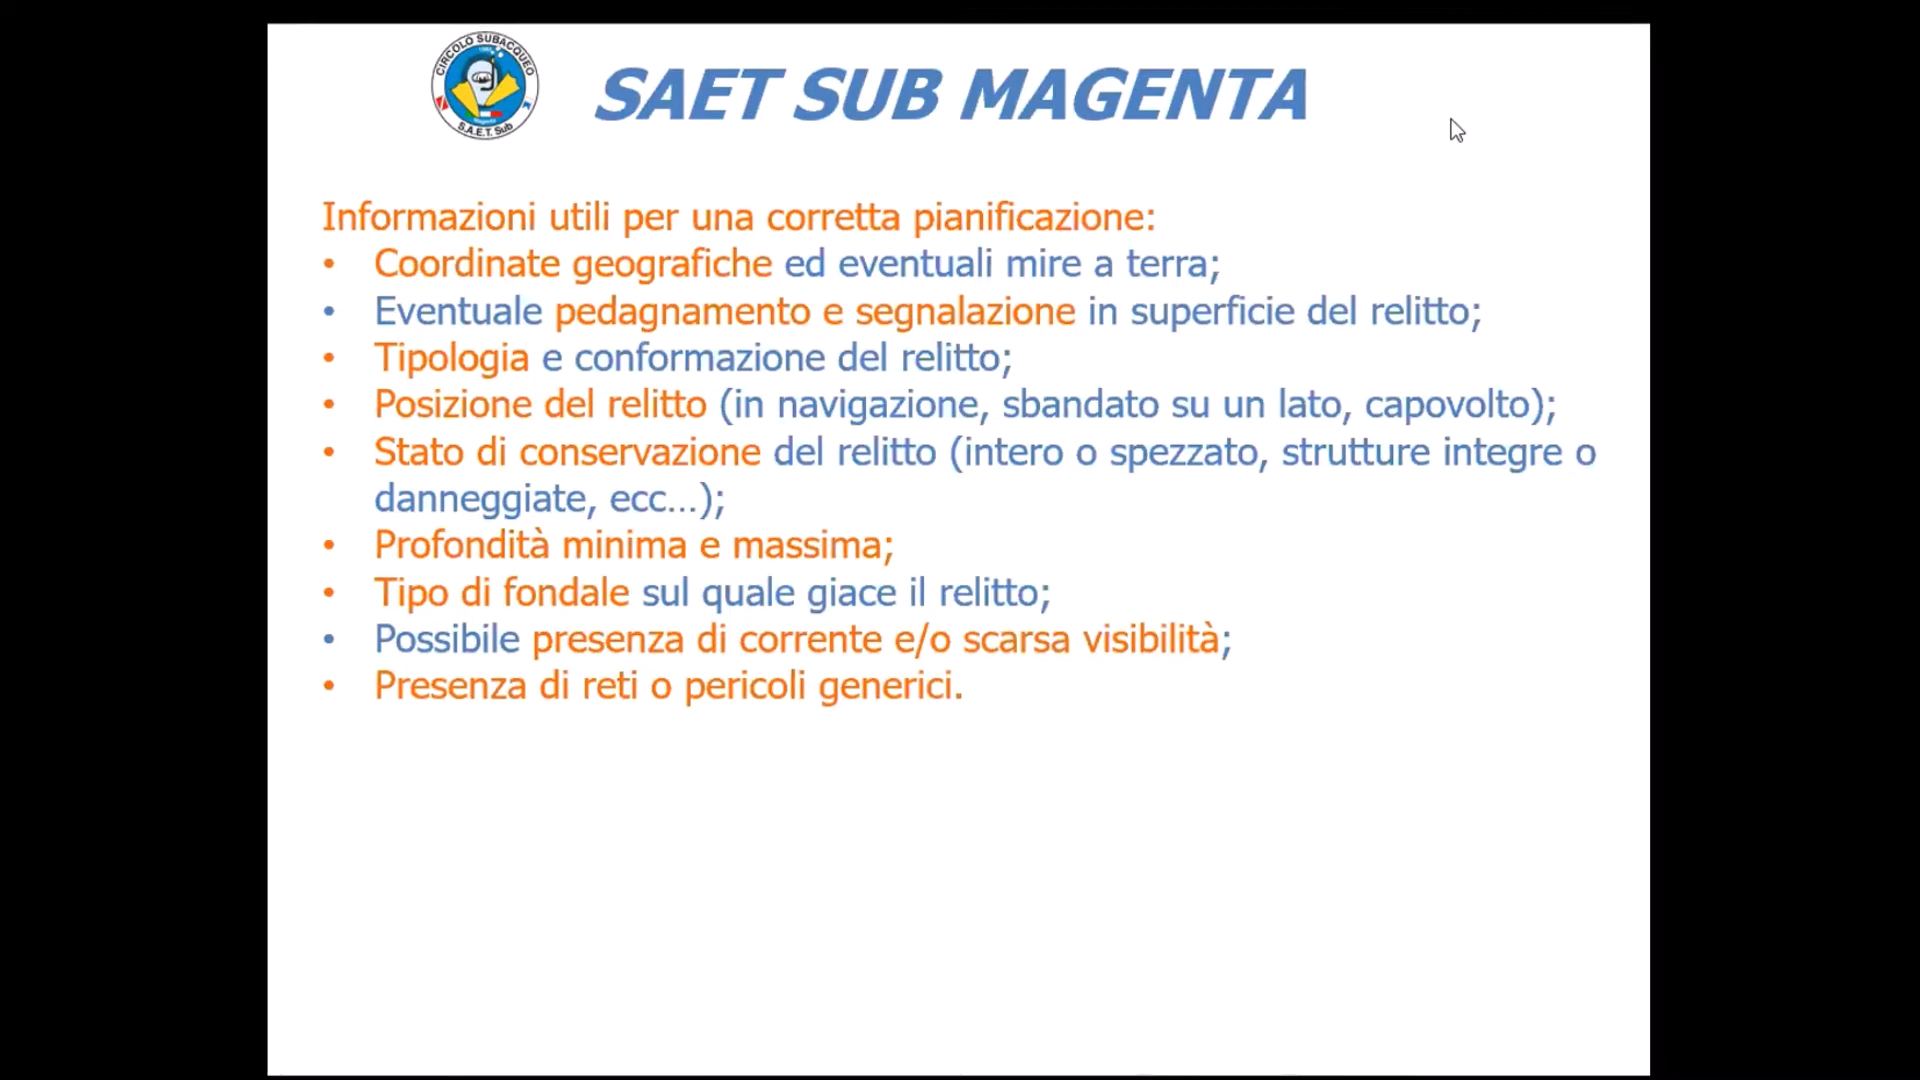 CIRCOLO SUBACQUEO
S.A.E.T. Sub
SAET SUB MAGENTA
Informazioni utili per una corretta pianificazione:
• Coordinate geografiche ed eventuali mire a terra;
• Eventuale pedagnamento e segnalazione in superficie del relitto;
• Tipologia e conformazione del relitto;
• Posizione del relitto (in navigazione, sbandato su un lato, capovolto);
• Stato di conservazione del relitto (intero o spezzato, strutture integre o
danneggiate, ecc...);
• Profondità minima e massima;
• Tipo di fondale sul quale giace il relitto;
• Possibile presenza di corrente e/o scarsa visibilità;
• Presenza di reti o pericoli generici.